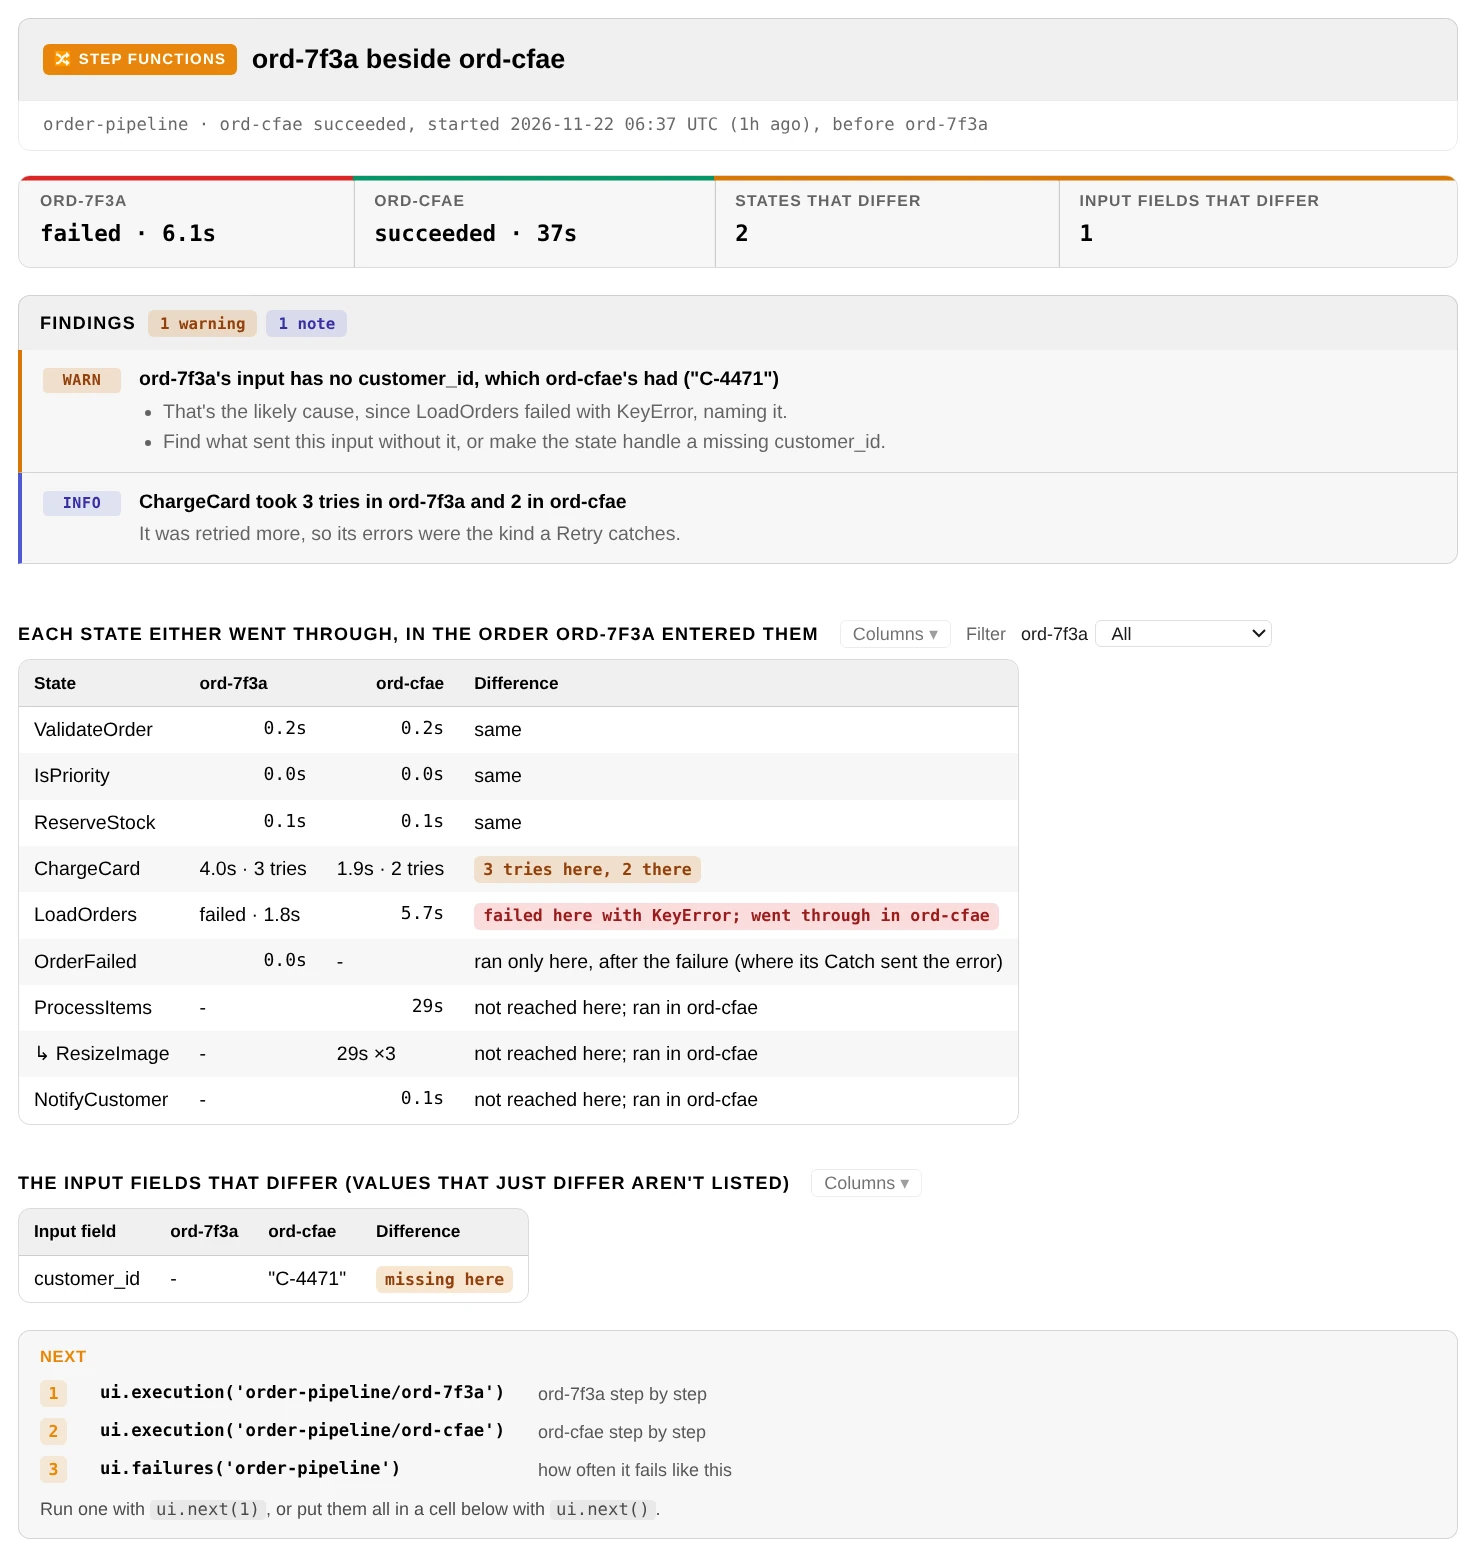 🔀 STEP FUNCTIONS ord-7f3a beside ord-cfae
order-pipeline · ord-cfae succeeded, started 2026-11-22 06:37 UTC (1h ago), before ord-7f3a
ORD-7F3A ORD-CFAE STATES THAT DIFFER INPUT FIELDS THAT DIFFER
failed · 6.1s succeeded · 37s 2 1
FINDINGS 1 warning 1 note
WARN ord-7f3a's input has no customer_id, which ord-cfae's had ("C-4471")
• That's the likely cause, since LoadOrders failed with KeyError, naming it.
• Find what sent this input without it, or make the state handle a missing customer_id.
INFO ChargeCard took 3 tries in ord-7f3a and 2 in ord-cfae
It was retried more, so its errors were the kind a Retry catches.
EACH STATE EITHER WENT THROUGH, IN THE ORDER ORD-7F3A ENTERED THEM Columns ▾ Filter ord-7f3a All
State ord-7f3a ord-cfae Difference
ValidateOrder 0.2s 0.2s same
IsPriority 0.0s 0.0s same
ReserveStock 0.1s 0.1s same
ChargeCard 4.0s · 3 tries 1.9s · 2 tries 3 tries here, 2 there
LoadOrders failed · 1.8s 5.7s failed here with KeyError; went through in ord-cfae
OrderFailed 0.0s - ran only here, after the failure (where its Catch sent the error)
ProcessItems - 29s not reached here; ran in ord-cfae
↳ ResizeImage - 29s ×3 not reached here; ran in ord-cfae
NotifyCustomer - 0.1s not reached here; ran in ord-cfae
THE INPUT FIELDS THAT DIFFER (VALUES THAT JUST DIFFER AREN'T LISTED) Columns ▾
Input field ord-7f3a ord-cfae Difference
customer_id - "C-4471" missing here
NEXT
1 ui.execution('order-pipeline/ord-7f3a') ord-7f3a step by step
2 ui.execution('order-pipeline/ord-cfae') ord-cfae step by step
3 ui.failures('order-pipeline') how often it fails like this
Run one with ui.next(1), or put them all in a cell below with ui.next().